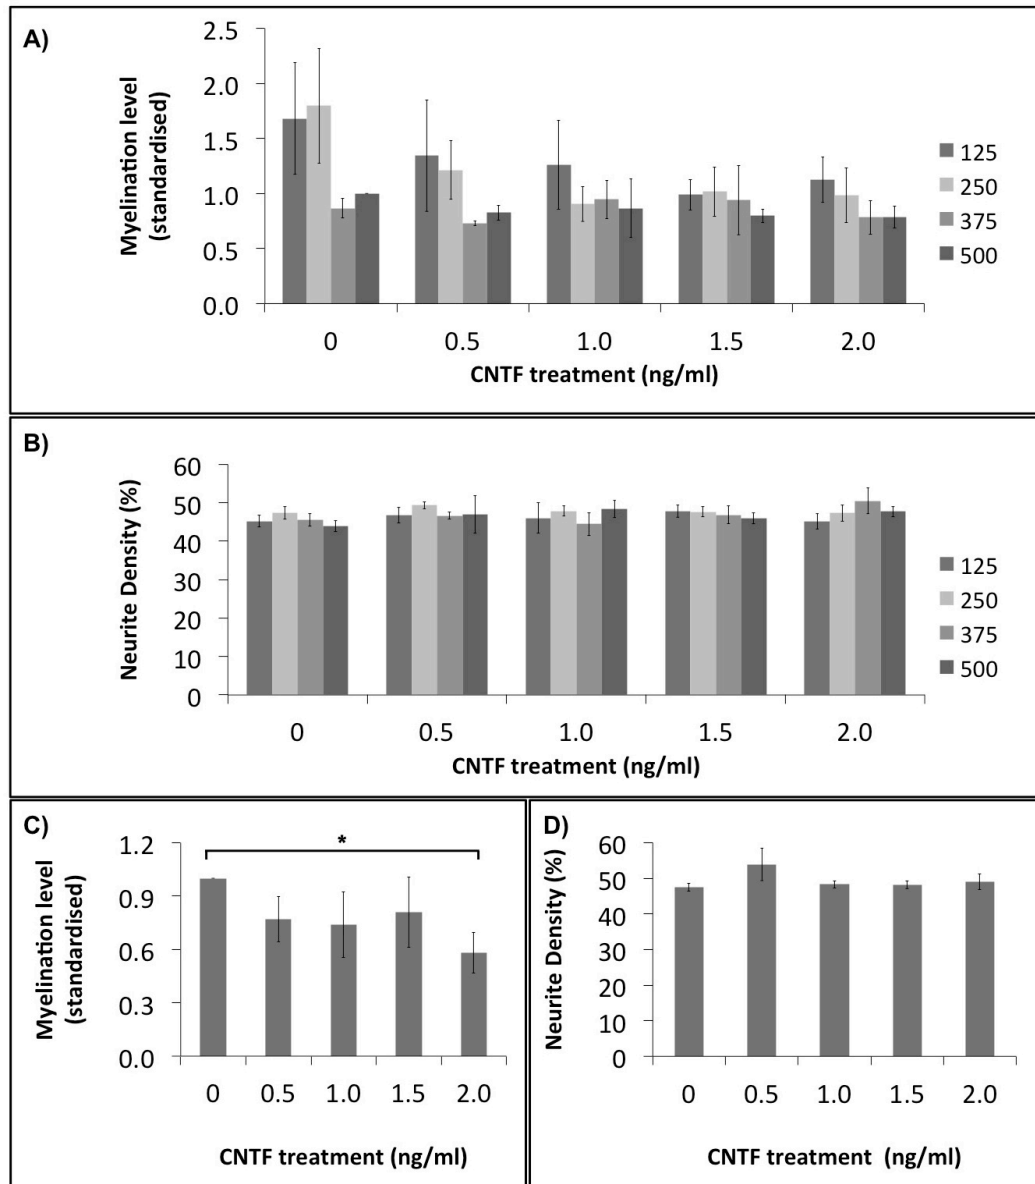 A)
Myelination level
(standardised)
2.5
2.0
1.5
1.0
0.5
0.0
0 0.5 1.0 1.5 2.0
CNTF treatment (ng/ml)
125
250
375
500
B)
Neurite Density (%)
60
50
40
30
20
10
0
0 0.5 1.0 1.5 2.0
CNTF treatment (ng/ml)
125
250
375
500
C)
Myelination level
(standardised)
1.2
0.9
0.6
0.3
0.0
*
0 0.5 1.0 1.5 2.0
CNTF treatment (ng/ml)
D)
Neurite Density (%)
60
50
40
30
20
10
0
0 0.5 1.0 1.5 2.0
CNTF treatment (ng/ml)